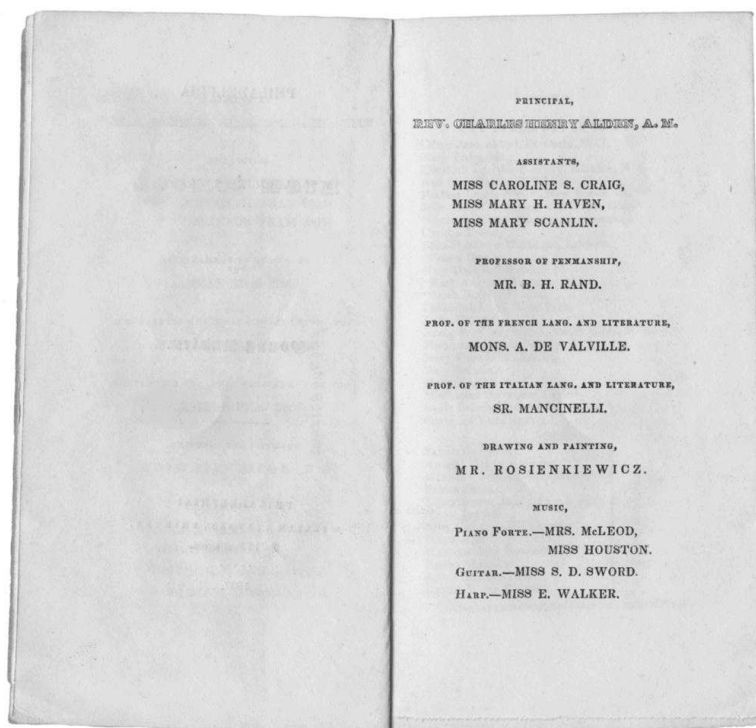 PRINCIPAL,
REV. CHARLES HENRY ALDEN, A. M.
ASSISTANTS,
MISS CAROLINE S. CRAIG,
MISS MARY H. HAVEN,
MISS MARY SCANLIN.
PROFESSOR OF PENMANSHIP,
MR. B. H. RAND.
PROF. OF THE FRENCH LANG. AND LITERATURE,
MONS. A. DE VALVILLE.
PROF. OF THE ITALIAN LANG. AND LITERATURE,
SR. MANCINELLI.
DRAWING AND PAINTING,
MR. ROSIENKIEWICZ.
MUSIC,
PIANO FORTE.—MRS. McLEOD,
MISS HOUSTON.
GUITAR.—MISS S. D. SWORD.
HARP.—MISS E. WALKER.